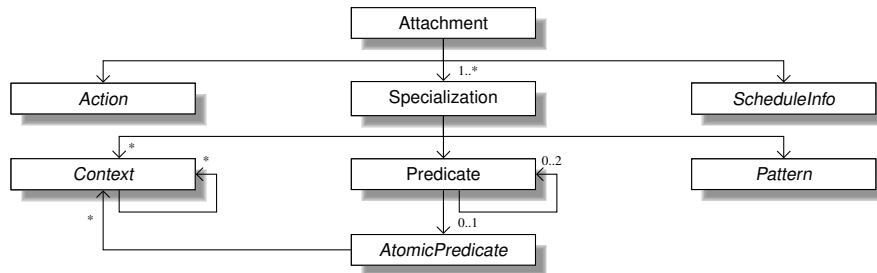 Attachment
1..*
Action
Specialization
ScheduleInfo
*
*
0..2
Context
Predicate
Pattern
*
0..1
AtomicPredicate